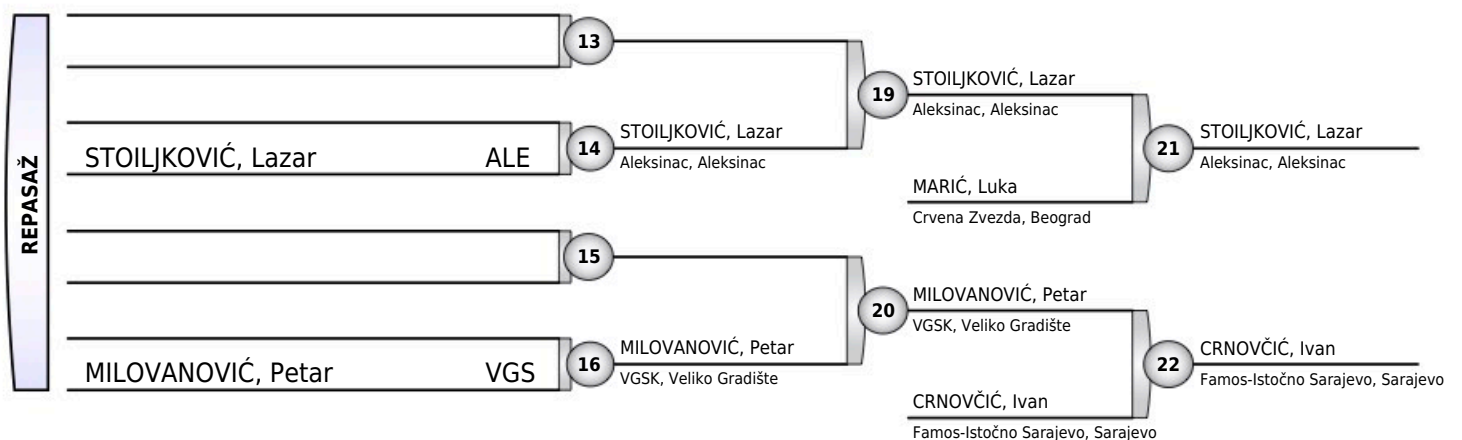 REPASAŽ
13
STOILJKOVIĆ, Lazar ALE
14
STOILJKOVIĆ, Lazar
Aleksinac, Aleksinac
19
STOILJKOVIĆ, Lazar
Aleksinac, Aleksinac
MARIĆ, Luka
Crvena Zvezda, Beograd
21
STOILJKOVIĆ, Lazar
Aleksinac, Aleksinac
15
MILOVANOVIĆ, Petar VGS
16
MILOVANOVIĆ, Petar
VGSK, Veliko Gradište
20
MILOVANOVIĆ, Petar
VGSK, Veliko Gradište
CRNOVČIĆ, Ivan
Famos-Istočno Sarajevo, Sarajevo
22
CRNOVČIĆ, Ivan
Famos-Istočno Sarajevo, Sarajevo